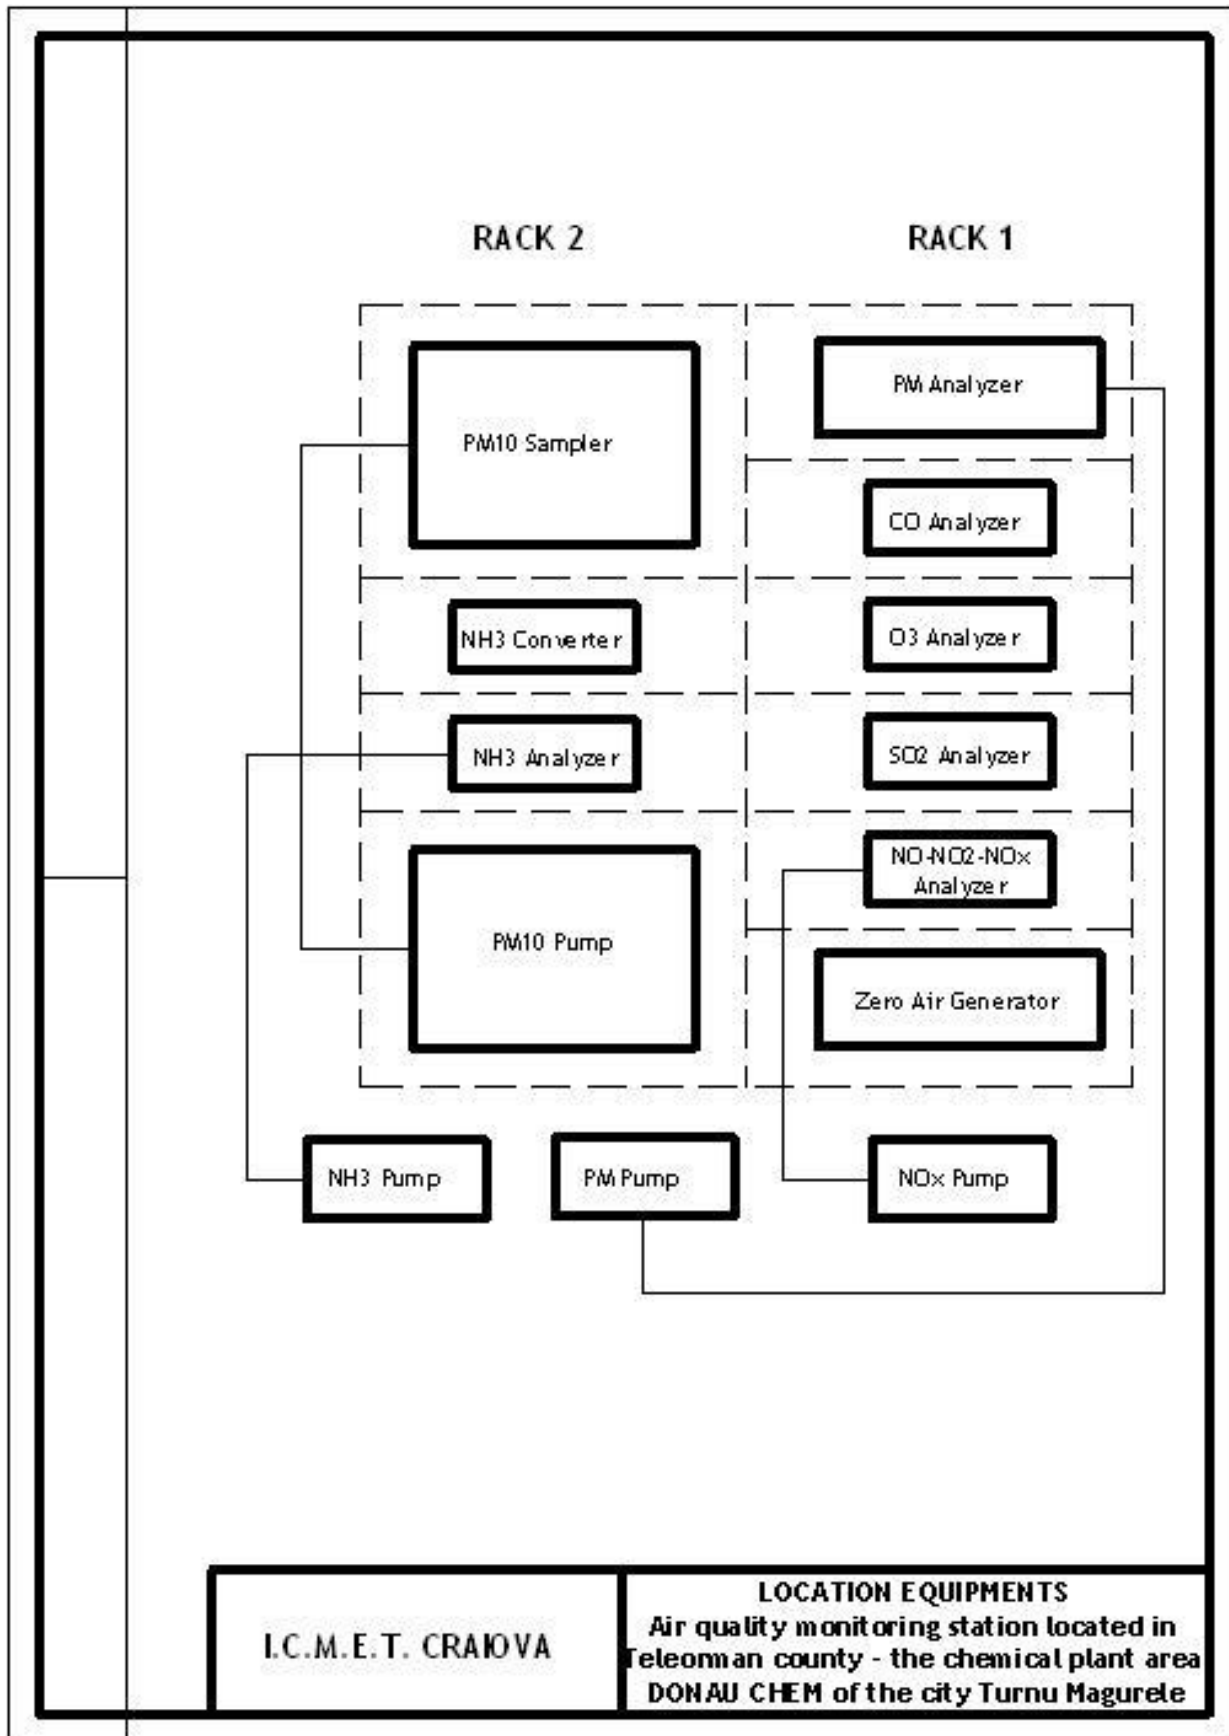 RACK 2
RACK 1
PM10 Sampler
PM Analyzer
CO Analyzer
NH3 Converter
O3 Analyzer
NH3 Analyzer
SO2 Analyzer
PM10 Pump
NO-NO2-NOx
Analyzer
Zero Air Generator
NH3 Pump
PM Pump
NOx Pump
I.C.M.E.T. CRAIOVA
LOCATION EQUIPMENTS
Air quality monitoring station located in
Teleorman county - the chemical plant area
DONAU CHEM of the city Turnu Magurele